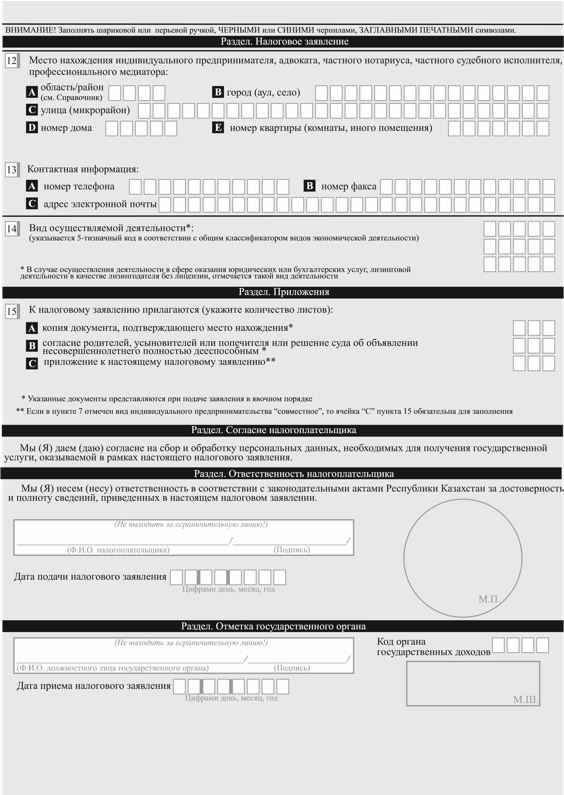 ВНИМАНИЕ! Заполнять шариковой или перьевой ручкой, ЧЕРНЫМИ или СИНИМИ чернилами, ЗАГЛАВНЫМИ ПЕЧАТНЫМИ символами.
Раздел. Налоговое заявление
12 Место нахождения индивидуального предпринимателя, адвоката, частного нотариуса, частного судебного исполнителя,
профессионального медиатора:
A область/район
(см. Справочник)
B город (аул, село)
C улица (микрорайон)
D номер дома E номер квартиры (комнаты, иного помещения)
13 Контактная информация:
A номер телефона B номер факса
C адрес электронной почты
14 Вид осуществляемой деятельности*:
(указывается 5-тизначный код в соответствии с общим классификатором видов экономической деятельности)
* В случае осуществления деятельности в сфере оказания юридических или бухгалтерских услуг, лизинговой
деятельности в качестве лизингодателя без лицензии, отмечается такой вид деятельности
Раздел. Приложения
15 К налоговому заявлению прилагаются (укажите количество листов):
A копия документа, подтверждающего место нахождения*
B согласие родителей, усыновителей или попечителя или решение суда об объявлении
несовершеннолетнего полностью дееспособным *
C приложение к настоящему налоговому заявлению**
* Указанные документы представляются при подаче заявления в явочном порядке
** Если в пункте 7 отмечен вид индивидуального предпринимательства “совместное”, то ячейка “С” пункта 15 обязательна для заполнения
Раздел. Согласие налогоплательщика
Мы (Я) даем (даю) согласие на сбор и обработку персональных данных, необходимых для получения государственной
услуги, оказываемой в рамках настоящего налогового заявления.
Раздел. Ответственность налогоплательщика
Мы (Я) несем (несу) ответственность в соответствии с законодательными актами Республики Казахстан за достоверность
и полноту сведений, приведенных в настоящем налоговом заявлении.
(Не выходить за ограничительную линию!)
(Ф.И.О. налогоплательщика) (Подпись)
Дата подачи налогового заявления
Цифрами день, месяц, год
М.П.
Раздел. Отметка государственного органа
(Не выходить за ограничительную линию!)
(Ф.И.О. должностного лица государственного органа) (Подпись)
Код органа
государственных доходов
Дата приема налогового заявления
Цифрами день, месяц, год
М.Ш.